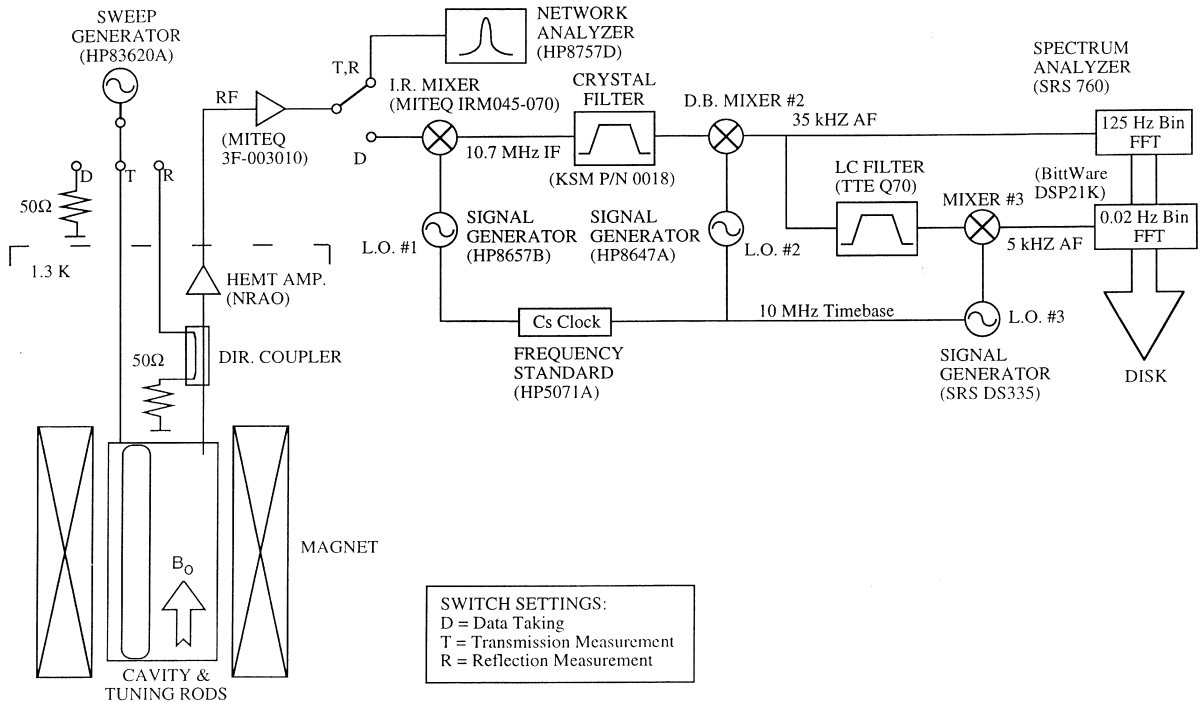 SWEEP
GENERATOR
(HP83620A)
NETWORK
ANALYZER
(HP8757D)
T,R
RF
(MITEQ
3F-003010)
D
I.R. MIXER
(MITEQ IRM045-070)
10.7 MHz IF
CRYSTAL
FILTER
(KSM P/N 0018)
D.B. MIXER #2
35 kHZ AF
SPECTRUM
ANALYZER
(SRS 760)
125 Hz Bin
FFT
(BittWare
DSP21K)
0.02 Hz Bin
FFT
LC FILTER
(TTE Q70)
MIXER #3
5 kHZ AF
D
T
R
50Ω
1.3 K
HEMT AMP.
(NRAO)
L.O. #1
SIGNAL
GENERATOR
(HP8657B)
SIGNAL
GENERATOR
(HP8647A)
L.O. #2
Cs Clock
10 MHz Timebase
L.O. #3
FREQUENCY
STANDARD
(HP5071A)
SIGNAL
GENERATOR
(SRS DS335)
DISK
50Ω
DIR. COUPLER
MAGNET
B0
CAVITY &
TUNING RODS
SWITCH SETTINGS:
D = Data Taking
T = Transmission Measurement
R = Reflection Measurement